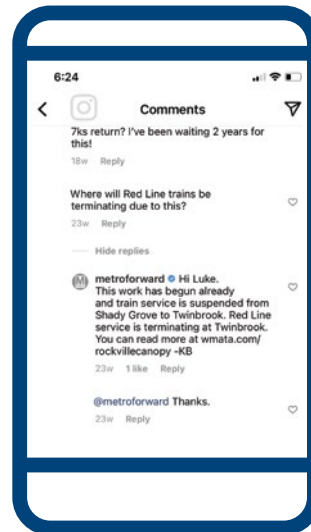 6:24
Comments
7ks return? I've been waiting 2 years for
this!
18w Reply
Where will Red Line trains be
terminating due to this?
23w Reply
Hide replies
metroforward Hi Luke.
This work has begun already
and train service is suspended from
Shady Grove to Twinbrook. Red Line
service is terminating at Twinbrook.
You can read more at wmata.com/
rockvillecanopy -KB
23w 1 like Reply
@metroforward Thanks.
23w Reply